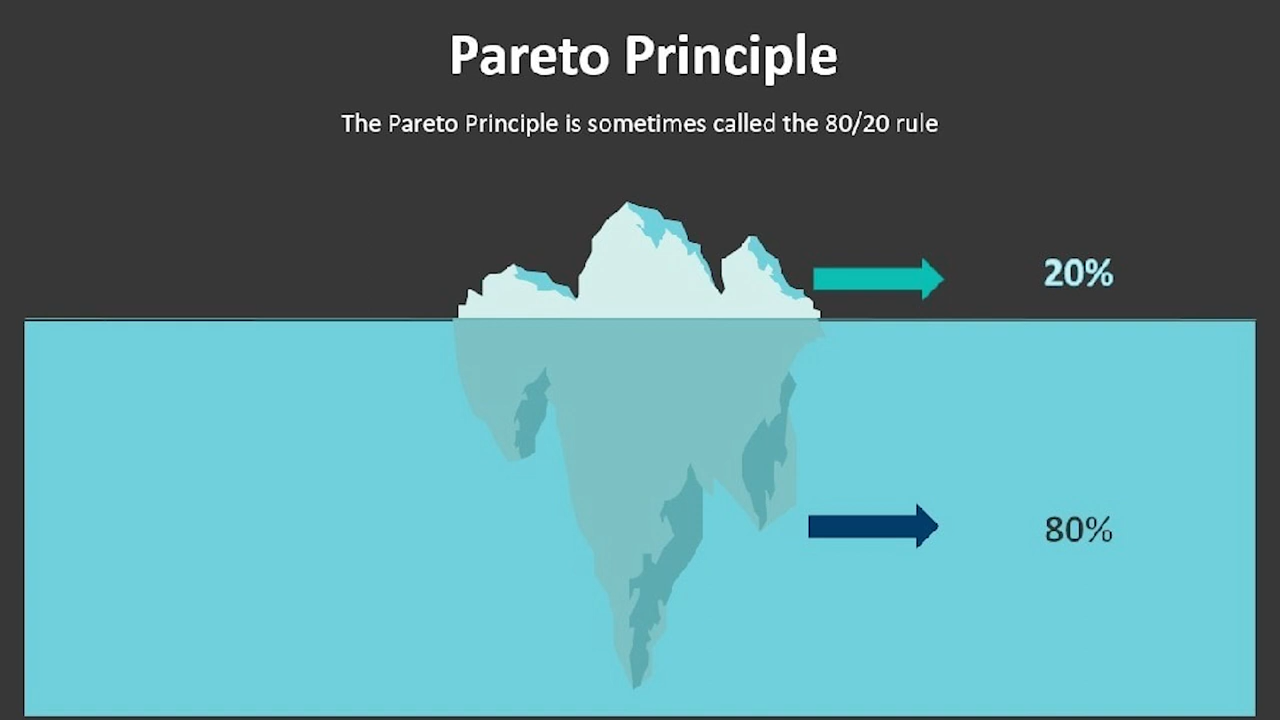 Pareto Principle
The Pareto Principle is sometimes called the 80/20 rule
20%
80%